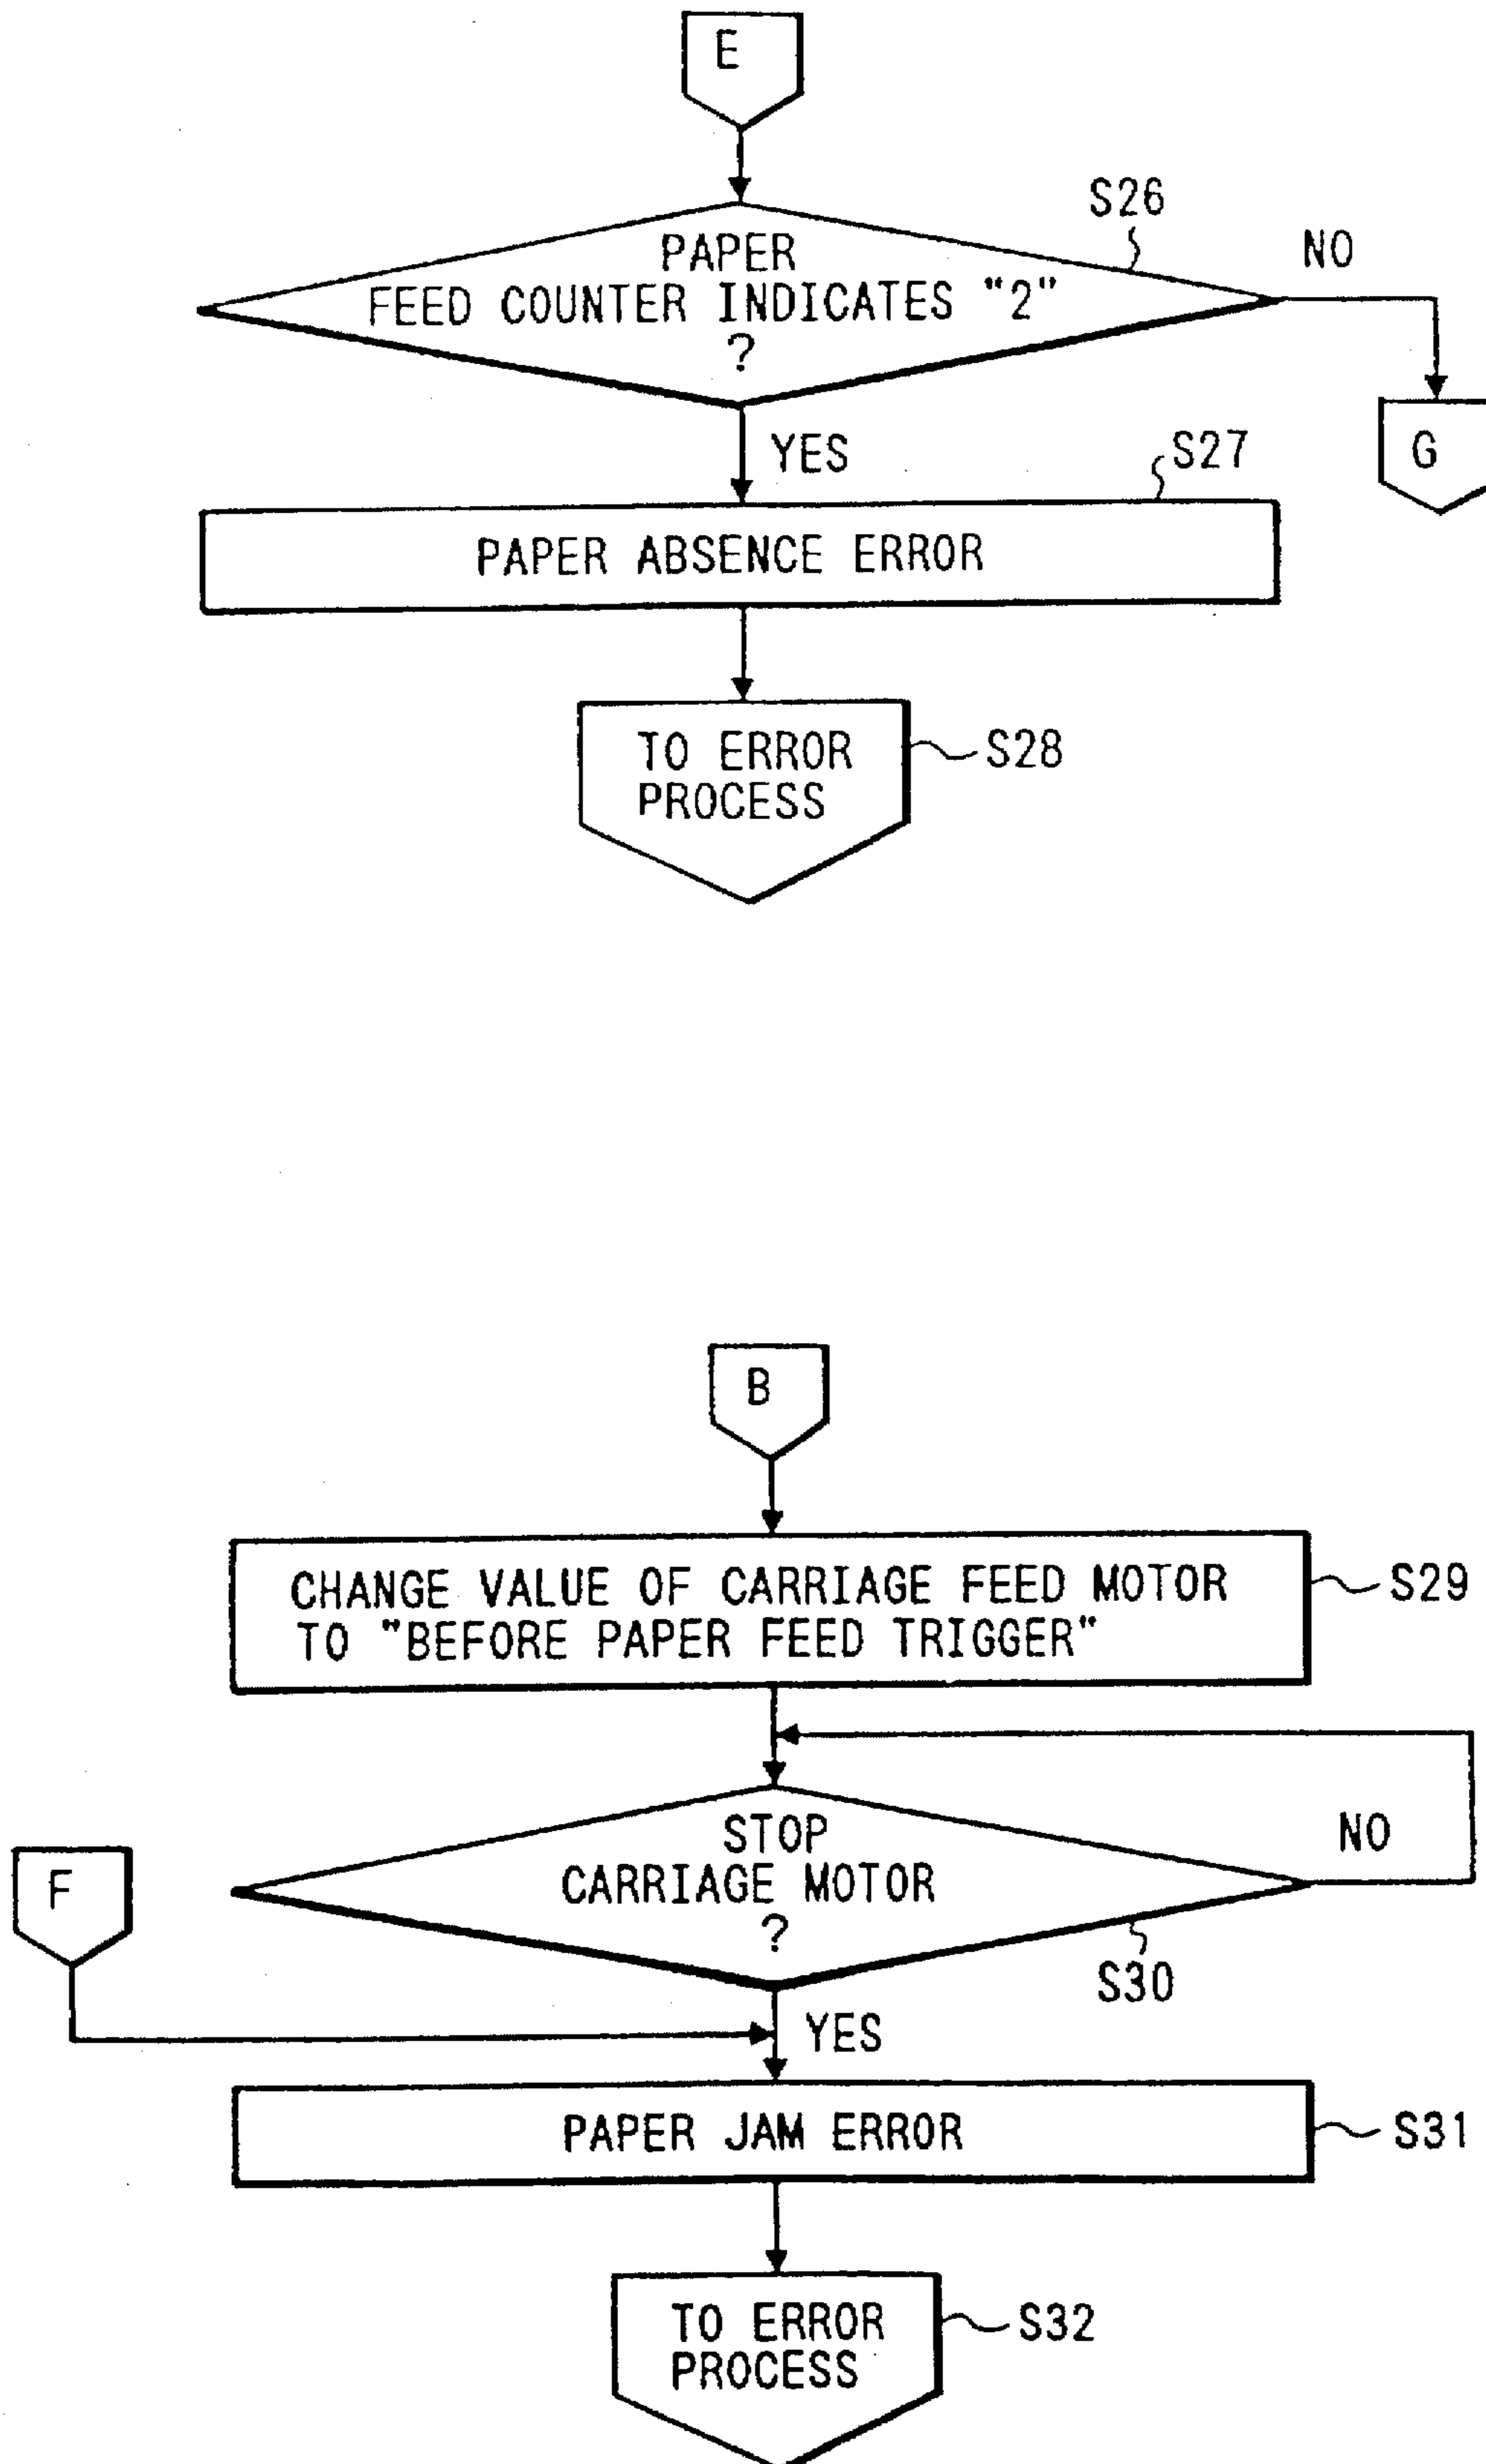 E
S26
PAPER
FEED COUNTER INDICATES "2"
?
NO
G
YES
S27
PAPER ABSENCE ERROR
TO ERROR
PROCESS
S28
B
CHANGE VALUE OF CARRIAGE FEED MOTOR
TO "BEFORE PAPER FEED TRIGGER"
S29
STOP
CARRIAGE MOTOR
?
NO
F
S30
YES
PAPER JAM ERROR
S31
TO ERROR
PROCESS
S32